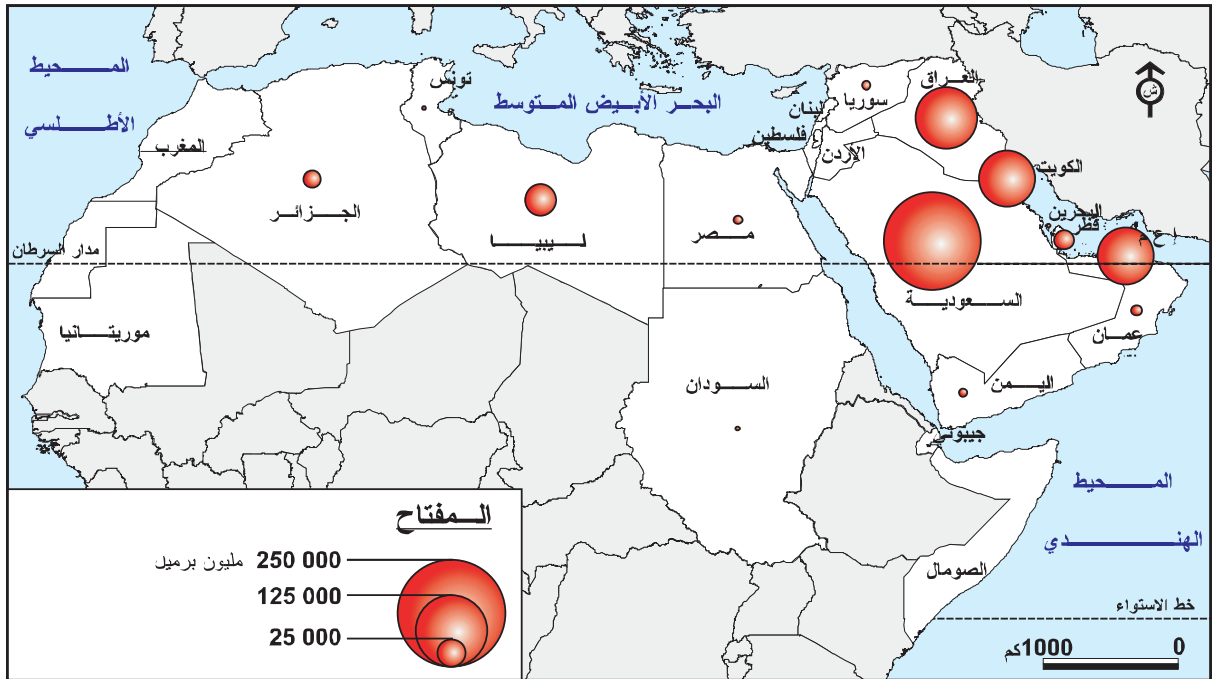 المحيط
الأطلسي
البحر الأبيض المتوسط
تونس
المغرب
الجزائر
ليبيا
مصر
مدار السرطان
موريتانيا
السودان
لبنان
سوريا
العراق
فلسطين
الأردن
الكويت
البحرين
قطر
إ ع م
السعودية
عمان
اليمن
جيبوتي
الصومال
المحيط
الهندي
خط الاستواء
ش
المفتاح
250 000 مليون برميل
125 000
25 000
0 1000كم